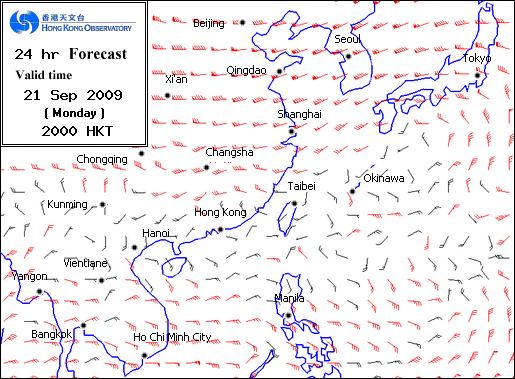 香港天文台
HONG KONG OBSERVATORY
24 hr Forecast
Valid time
21 Sep 2009
( Monday )
2000 HKT
Beijing
Seoul
Qingdao
Tokyo
Xi'an
Shanghai
Chongqing
Changsha
Okinawa
Taibei
Kunming
Hong Kong
Hanoi
Vientiane
Yangon
Manila
Bangkok
Ho Chi Minh City